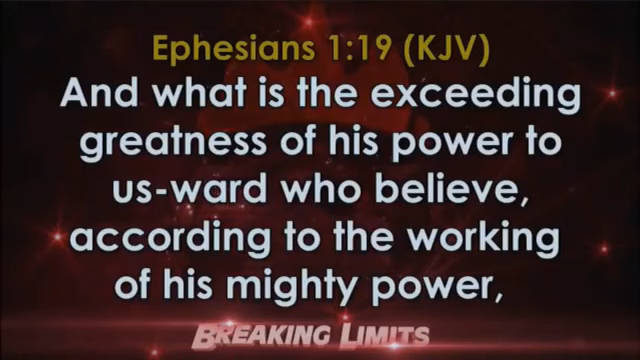 Ephesians 1:19 (KJV)
And what is the exceeding
greatness of his power to
us-ward who believe,
according to the working
of his mighty power,
BREAKING LIMITS